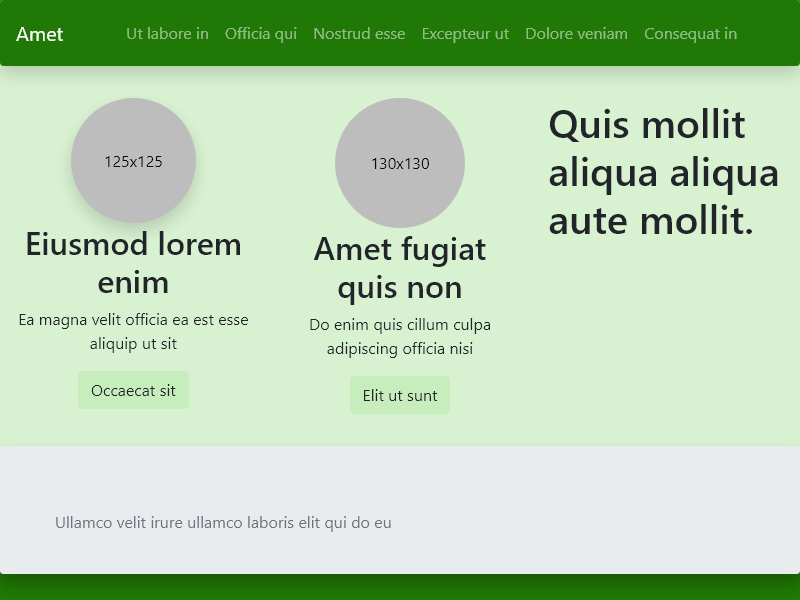 Amet
Ut labore in
Officia qui
Nostrud esse
Excepteur ut
Dolore veniam
Consequat in
125x125
Eiusmod lorem
enim
Ea magna velit officia ea est esse
aliquip ut sit
Occaecat sit
130x130
Amet fugiat
quis non
Do enim quis cillum culpa
adipiscing officia nisi
Elit ut sunt
Quis mollit
aliqua aliqua
aute mollit.
Ullamco velit irure ullamco laboris elit qui do eu